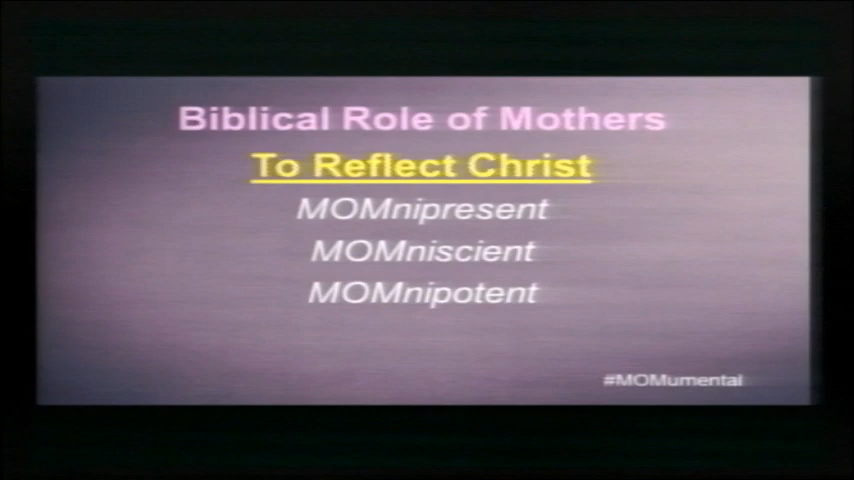 Biblical Role of Mothers
To Reflect Christ
MOMnipresent
MOMniscient
MOMnipotent
#MOMumental